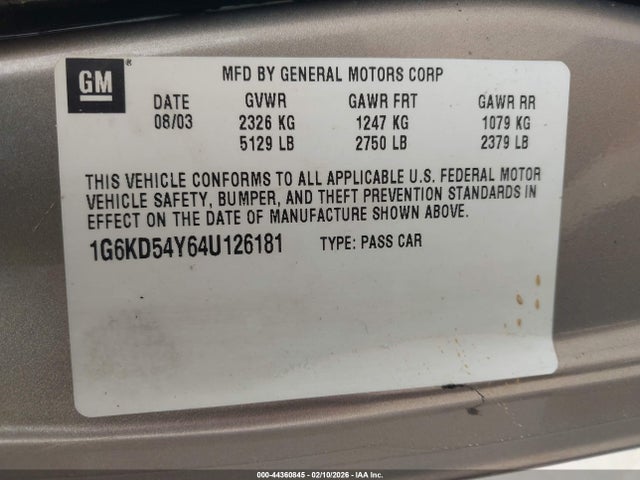 GM ®
MFD BY GENERAL MOTORS CORP
DATE GVWR GAWR FRT GAWR RR
08/03 2326 KG 1247 KG 1079 KG
5129 LB 2750 LB 2379 LB
THIS VEHICLE CONFORMS TO ALL APPLICABLE U.S. FEDERAL MOTOR
VEHICLE SAFETY, BUMPER, AND THEFT PREVENTION STANDARDS IN
EFFECT ON THE DATE OF MANUFACTURE SHOWN ABOVE.
1G6KD54Y64U126181 TYPE: PASS CAR
000-44360845 - 02/10/2026 - IAA Inc.